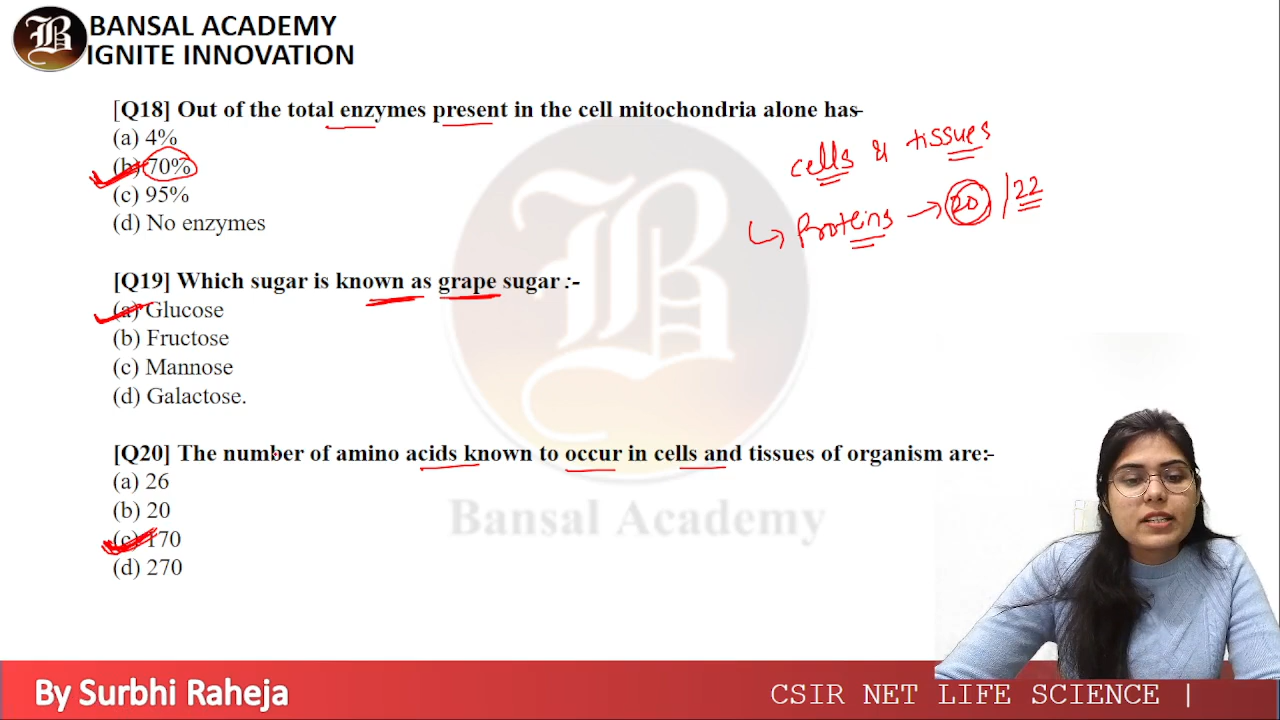 BANSAL ACADEMY
IGNITE INNOVATION
[Q18] Out of the total enzymes present in the cell mitochondria alone has-
(a) 4%
(b) 70%
(c) 95%
(d) No enzymes
cells & tissues
↳ Proteins → 20 / 22
[Q19] Which sugar is known as grape sugar :-
(a) Glucose
(b) Fructose
(c) Mannose
(d) Galactose.
[Q20] The number of amino acids known to occur in cells and tissues of organism are:-
(a) 26
(b) 20
(c) 170
(d) 270
Bansal Academy
By Surbhi Raheja
CSIR NET LIFE SCIENCE |